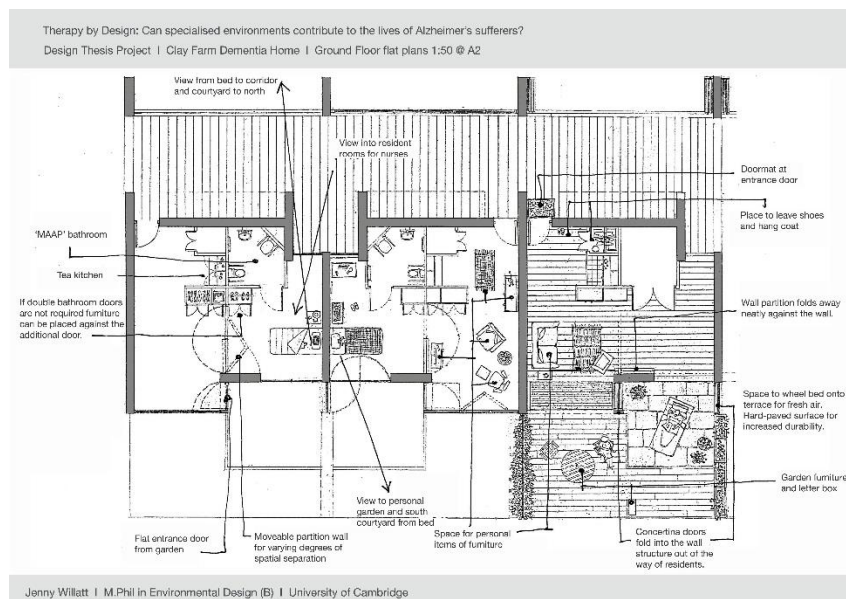 Therapy by Design: Can specialised environments contribute to the lives of Alzheimer's sufferers?
Design Thesis Project I Clay Farm Dementia Home I Ground Floor flat plans 1:50 @ A2
View from bed to corridor
and courtyard to north
View into resident
rooms for nurses
Doormat at
entrance door
Place to leave shoes
and hang coat
'MAAP' bathroom
Tea kitchen
If double bathroom doors
are not required furniture
can be placed against the
additional door.
Wall partition folds away
neatly against the wall.
Space to wheel bed onto
terrace for fresh air.
Hard-paved surface for
increased durability.
Garden furniture
and letter box
View to personal
garden and south
courtyard from bed
Flat entrance door
from garden
Moveable partition wall
for varying degrees of
spatial separation
Space for personal
items of furniture
Concertina doors
fold into the wall
structure out of the
way of residents.
Jenny Willatt I M.Phil in Environmental Design (B) I University of Cambridge